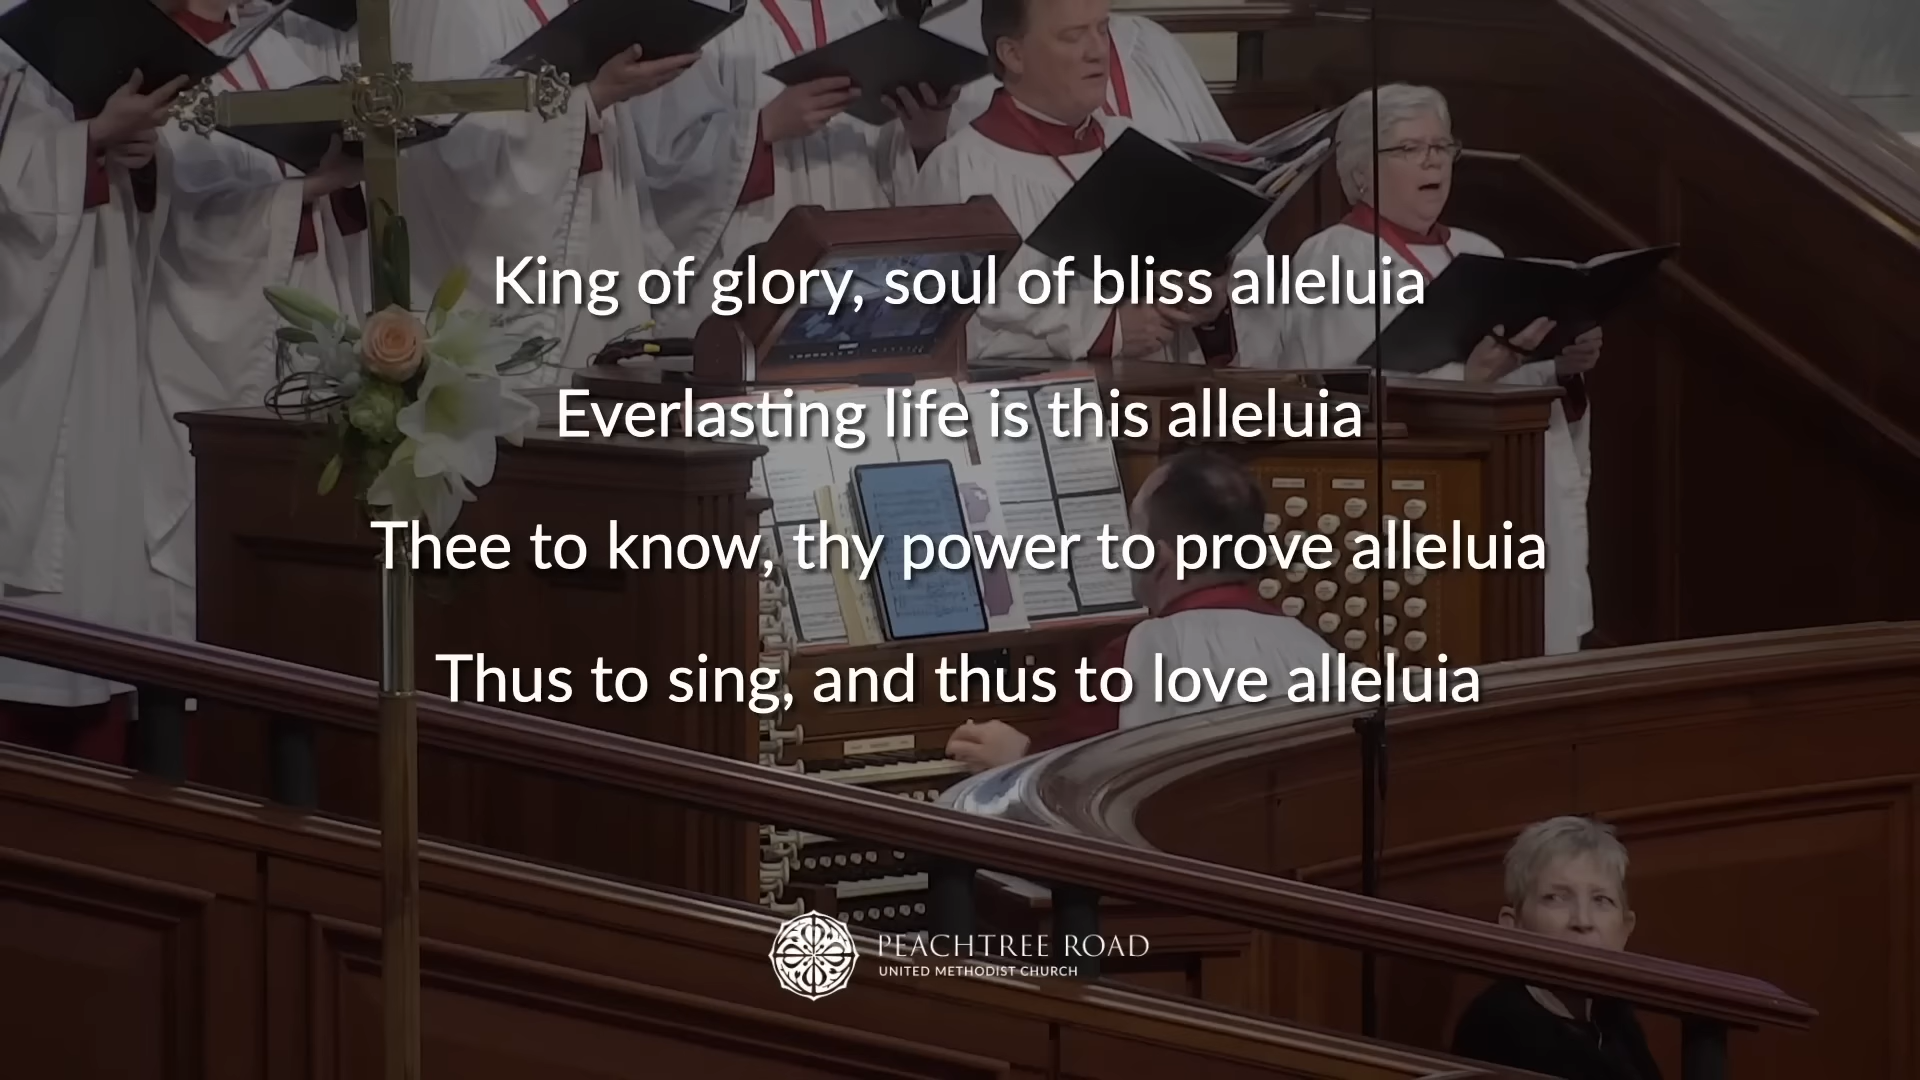 King of glory, soul of bliss alleluia
Everlasting life is this alleluia
Thee to know, thy power to prove alleluia
Thus to sing, and thus to love alleluia
PEACHTREE ROAD
UNITED METHODIST CHURCH